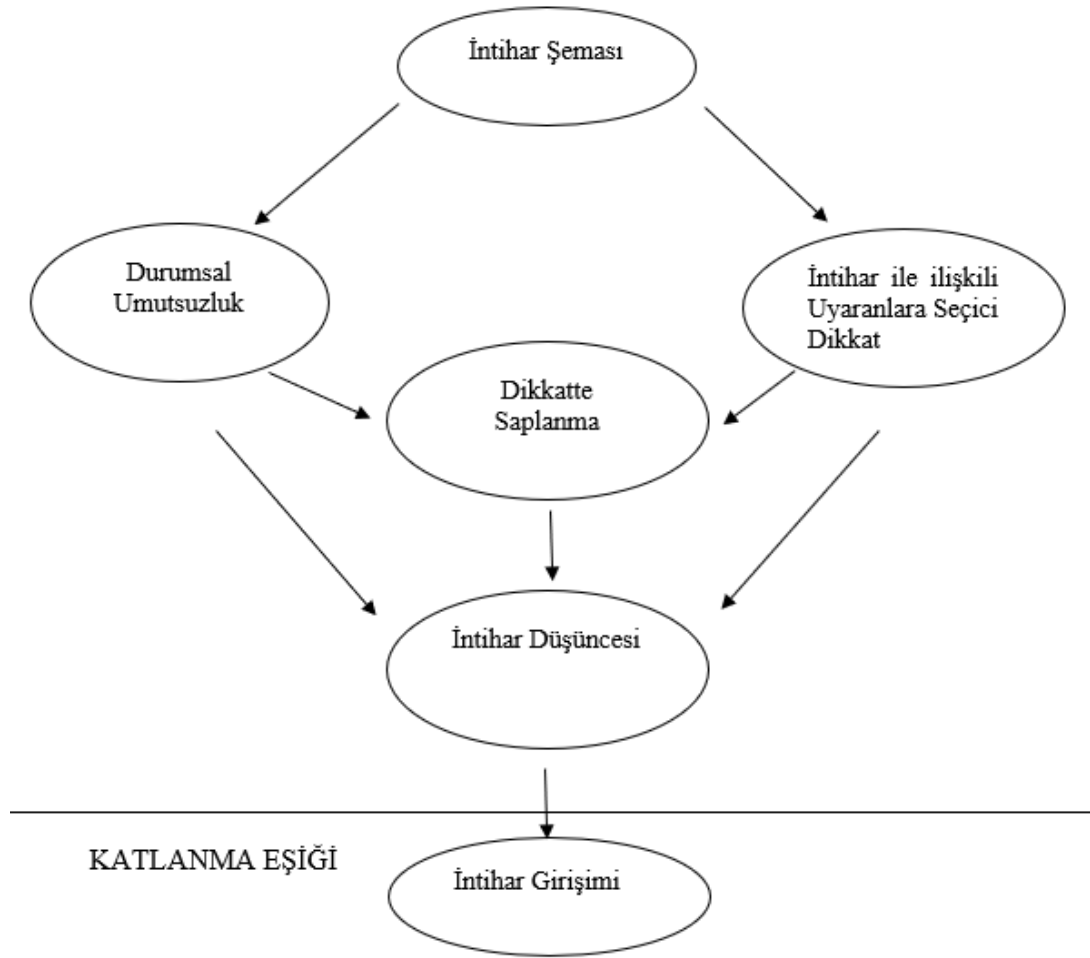 İntihar Şeması
Durumsal
Umutsuzluk
İntihar ile ilişkili
Uyaranlara Seçici
Dikkat
Dikkatte
Saplanma
İntihar Düşüncesi
KATLANMA EŞİĞİ
İntihar Girişimi